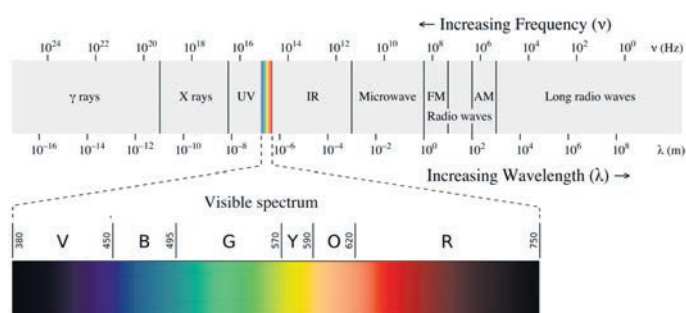 ← Increasing Frequency (ν)
10²⁴ 10²² 10²⁰ 10¹⁸ 10¹⁶ 10¹⁴ 10¹² 10¹⁰ 10⁸ 10⁶ 10⁴ 10² 10⁰ ν (Hz)
γ rays X rays UV IR Microwave FM AM Long radio waves
Radio waves
10⁻¹⁶ 10⁻¹⁴ 10⁻¹² 10⁻¹⁰ 10⁻⁸ 10⁻⁶ 10⁻⁴ 10⁻² 10⁰ 10² 10⁴ 10⁶ 10⁸ λ (m)
Increasing Wavelength (λ) →
Visible spectrum
380 V 450 B 495 G 570 Y 590 O 620 R 750